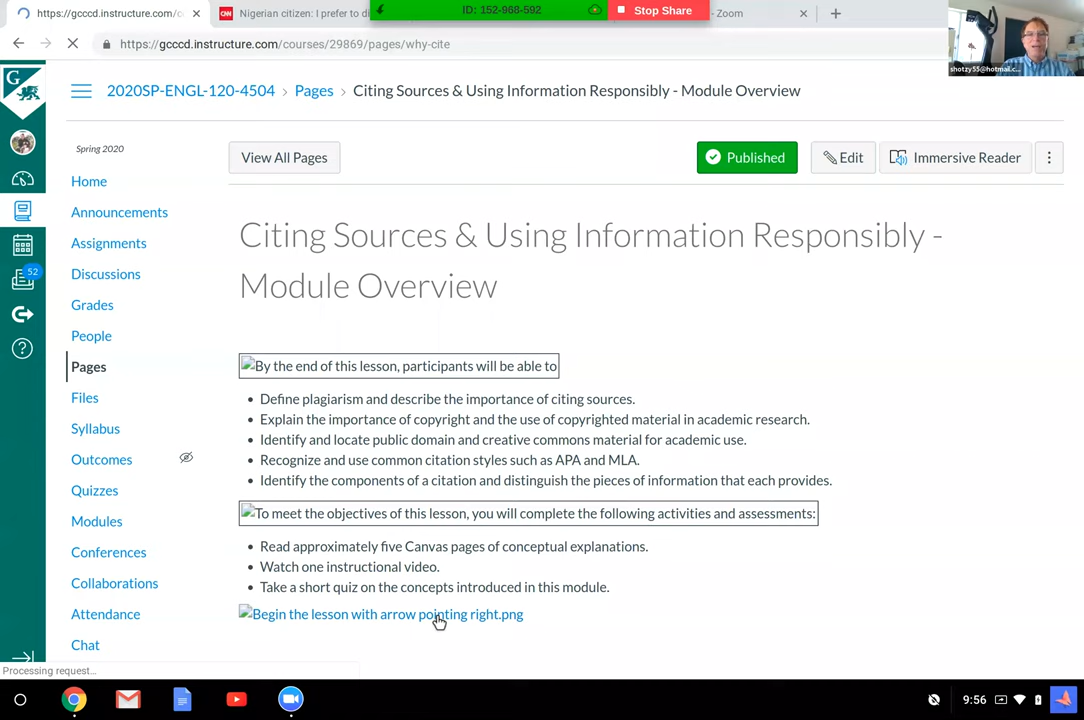 https://gcccd.instructure.com/c
CNN
Nigerian citizen: I prefer to di
ID: 152-968-592
Stop Share
Zoom
https://gcccd.instructure.com/courses/29869/pages/why-cite
shotzy55@hotmail.c...
G
2020SP-ENGL-120-4504 › Pages › Citing Sources & Using Information Responsibly - Module Overview
Spring 2020
View All Pages
Published
Edit
Immersive Reader
Home
Announcements
Assignments
Discussions
Grades
People
Pages
Files
Syllabus
Outcomes
Quizzes
Modules
Conferences
Collaborations
Attendance
Chat
52
Citing Sources & Using Information Responsibly -
Module Overview
By the end of this lesson, participants will be able to
• Define plagiarism and describe the importance of citing sources.
• Explain the importance of copyright and the use of copyrighted material in academic research.
• Identify and locate public domain and creative commons material for academic use.
• Recognize and use common citation styles such as APA and MLA.
• Identify the components of a citation and distinguish the pieces of information that each provides.
To meet the objectives of this lesson, you will complete the following activities and assessments:
• Read approximately five Canvas pages of conceptual explanations.
• Watch one instructional video.
• Take a short quiz on the concepts introduced in this module.
Begin the lesson with arrow pointing right.png
Processing request...
9:56